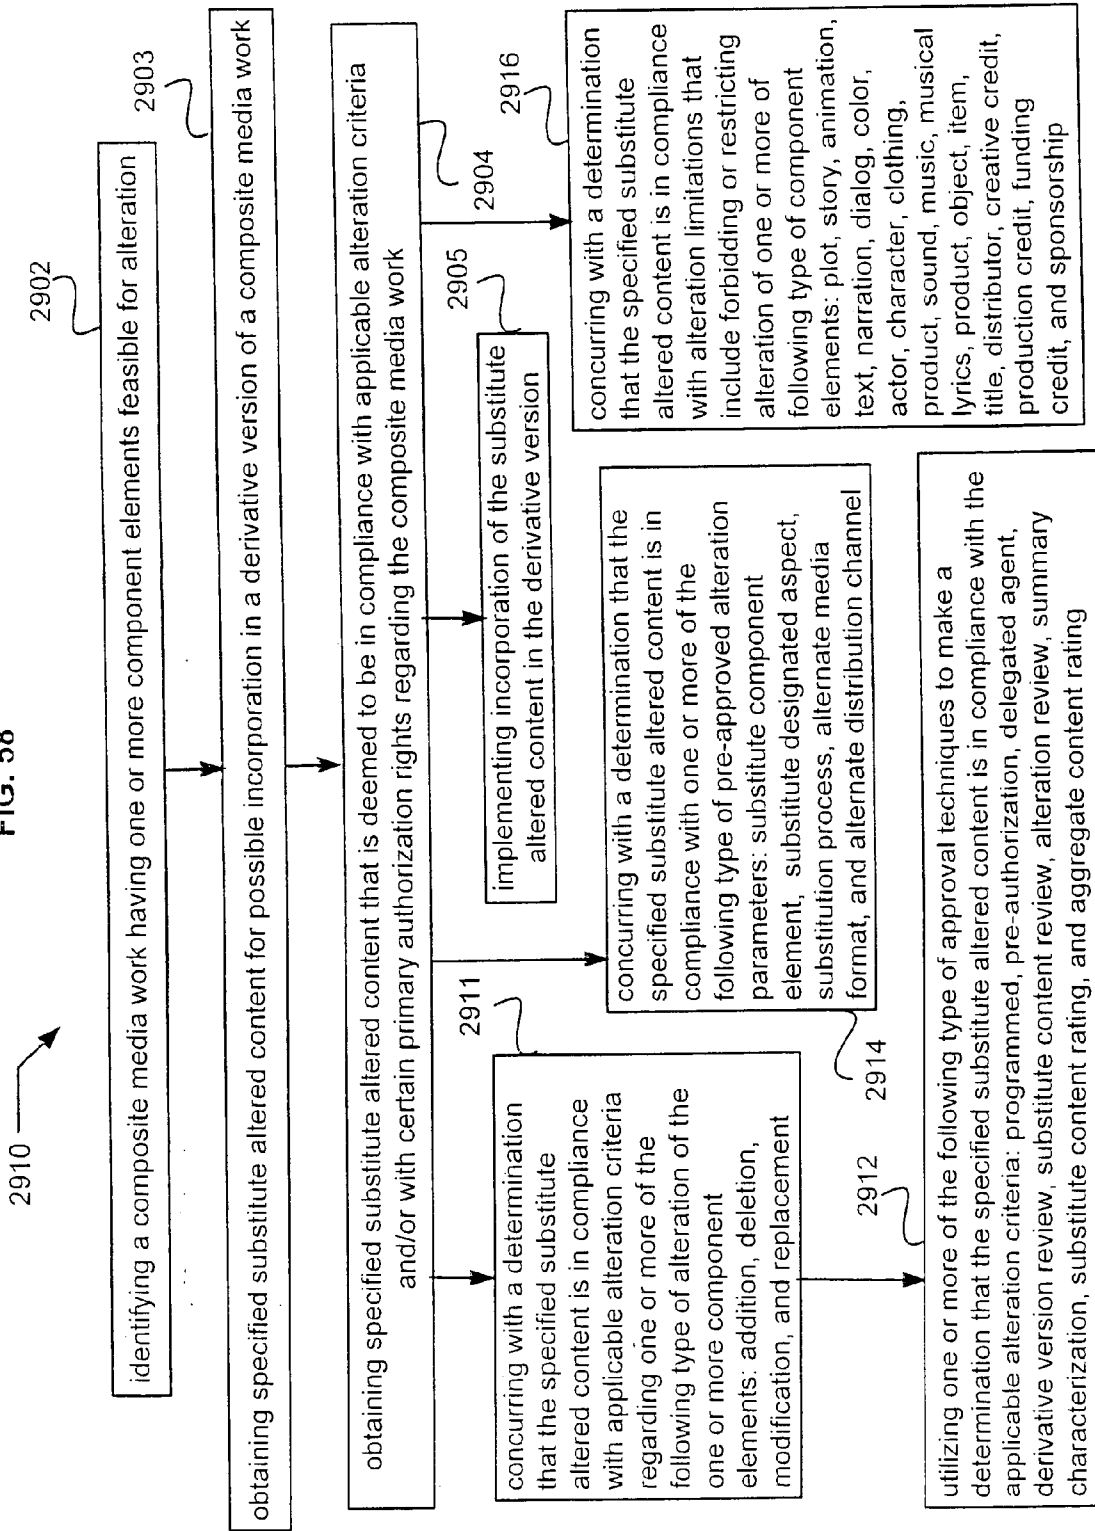 FIG. 58
2910
2902
identifying a composite media work having one or more component elements feasible for alteration
2903
obtaining specified substitute altered content for possible incorporation in a derivative version of a composite media work
obtaining specified substitute altered content that is deemed to be in compliance with applicable alteration criteria
and/or with certain primary authorization rights regarding the composite media work
2904
2911
concurring with a determination
that the specified substitute
altered content is in compliance
with applicable alteration criteria
regarding one or more of the
following type of alteration of the
one or more component
elements: addition, deletion,
modification, and replacement
2905
implementing incorporation of the substitute
altered content in the derivative version
concurring with a determination that the
specified substitute altered content is in
compliance with one or more of the
following type of pre-approved alteration
parameters: substitute component
element, substitute designated aspect,
substitution process, alternate media
format, and alternate distribution channel
2914
2916
concurring with a determination
that the specified substitute
altered content is in compliance
with alteration limitations that
include forbidding or restricting
alteration of one or more of
following type of component
elements: plot, story, animation,
text, narration, dialog, color,
actor, character, clothing,
product, sound, music, musical
lyrics, product, object, item,
title, distributor, creative credit,
production credit, funding
credit, and sponsorship
2912
utilizing one or more of the following type of approval techniques to make a
determination that the specified substitute altered content is in compliance with the
applicable alteration criteria: programmed, pre-authorization, delegated agent,
derivative version review, substitute content review, alteration review, summary
characterization, substitute content rating, and aggregate content rating